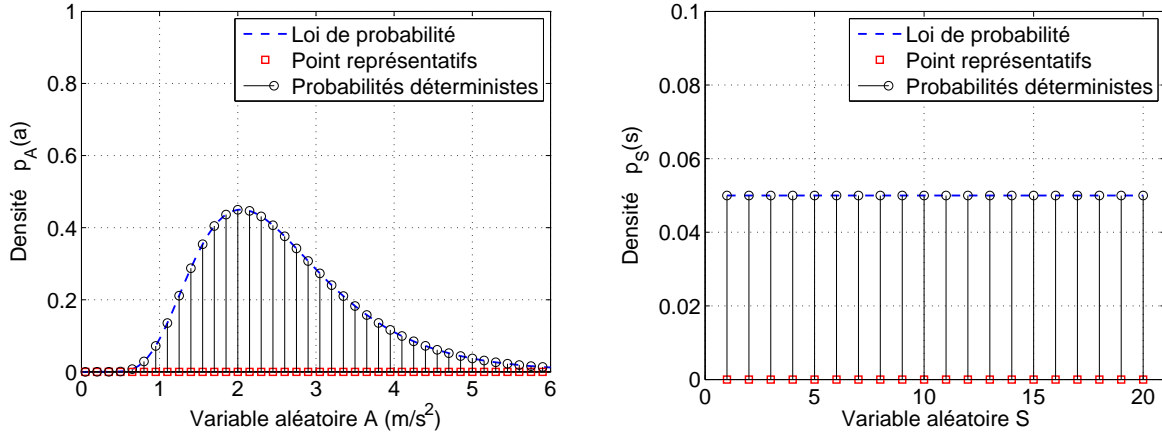 1
0.8
0.6
0.4
0.2
0
0
1
2
3
4
5
6
Densité p_A(a)
Variable aléatoire A (m/s²)
Loi de probabilité
Point représentatifs
Probabilités déterministes
0.1
0.08
0.06
0.04
0.02
0
0
5
10
15
20
Densité p_S(s)
Variable aléatoire S
Loi de probabilité
Point représentatifs
Probabilités déterministes